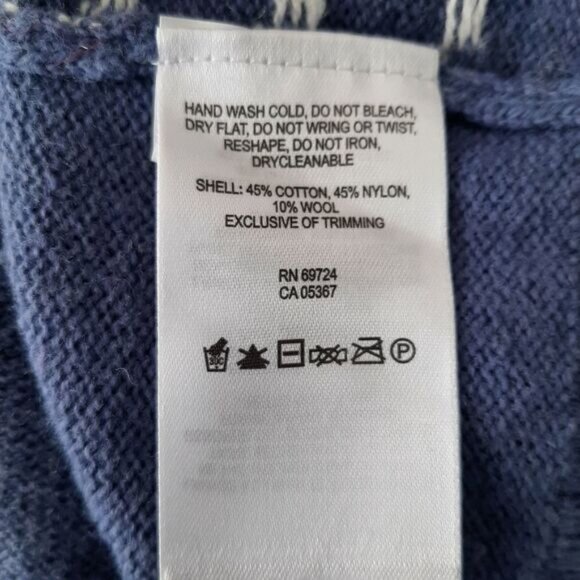 HAND WASH COLD, DO NOT BLEACH,
DRY FLAT, DO NOT WRING OR TWIST,
RESHAPE, DO NOT IRON,
DRYCLEANABLE
SHELL: 45% COTTON, 45% NYLON,
10% WOOL
EXCLUSIVE OF TRIMMING
RN 69724
CA 05367
30C P